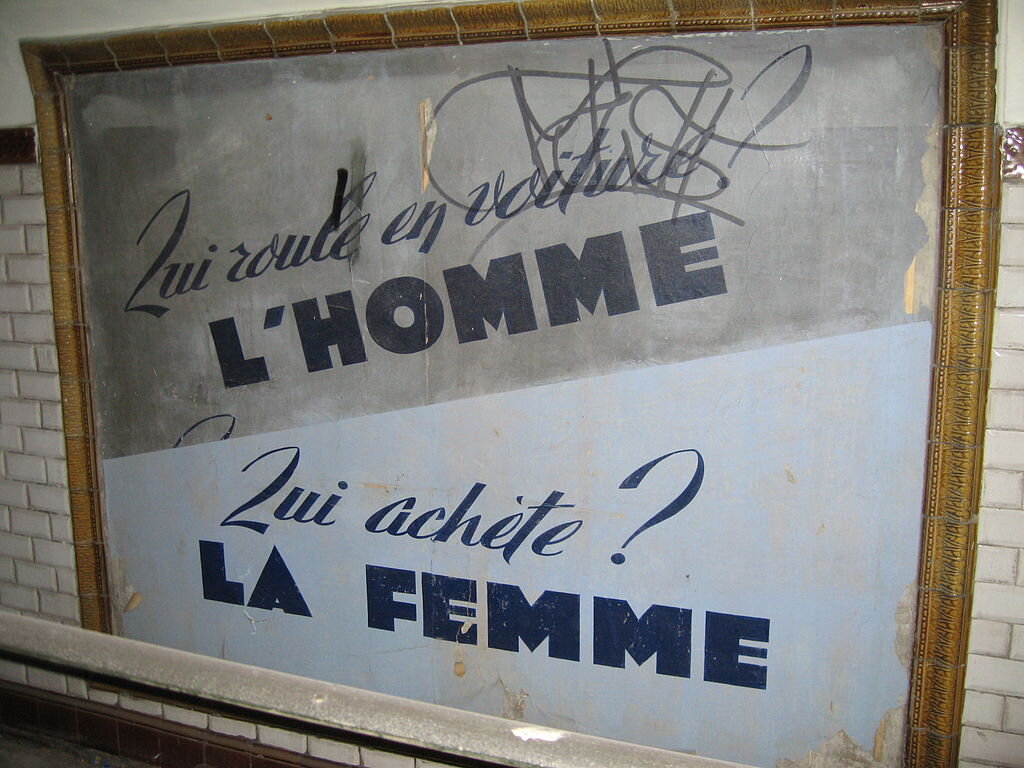 Qui roule en voiture ?
L'HOMME
Qui achète ?
LA FEMME